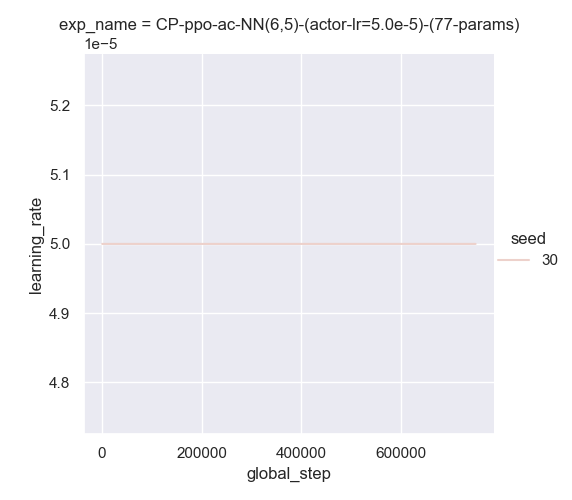 exp_name = CP-ppo-ac-NN(6,5)-(actor-lr=5.0e-5)-(77-params)
1e−5
5.2
5.1
5.0
4.9
4.8
learning_rate
0 200000 400000 600000
global_step
seed
30